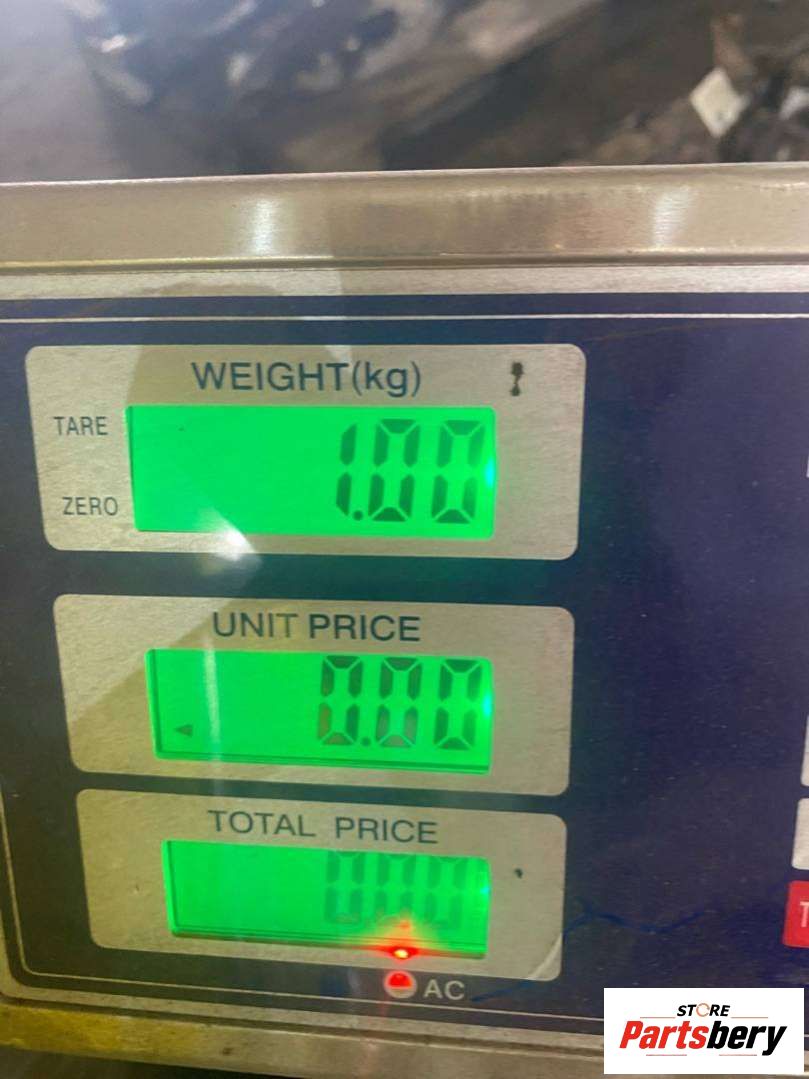 WEIGHT(kg)
TARE
1.00
ZERO
UNIT PRICE
0.00
TOTAL PRICE
0.00
AC
T
STORE
Partsbery